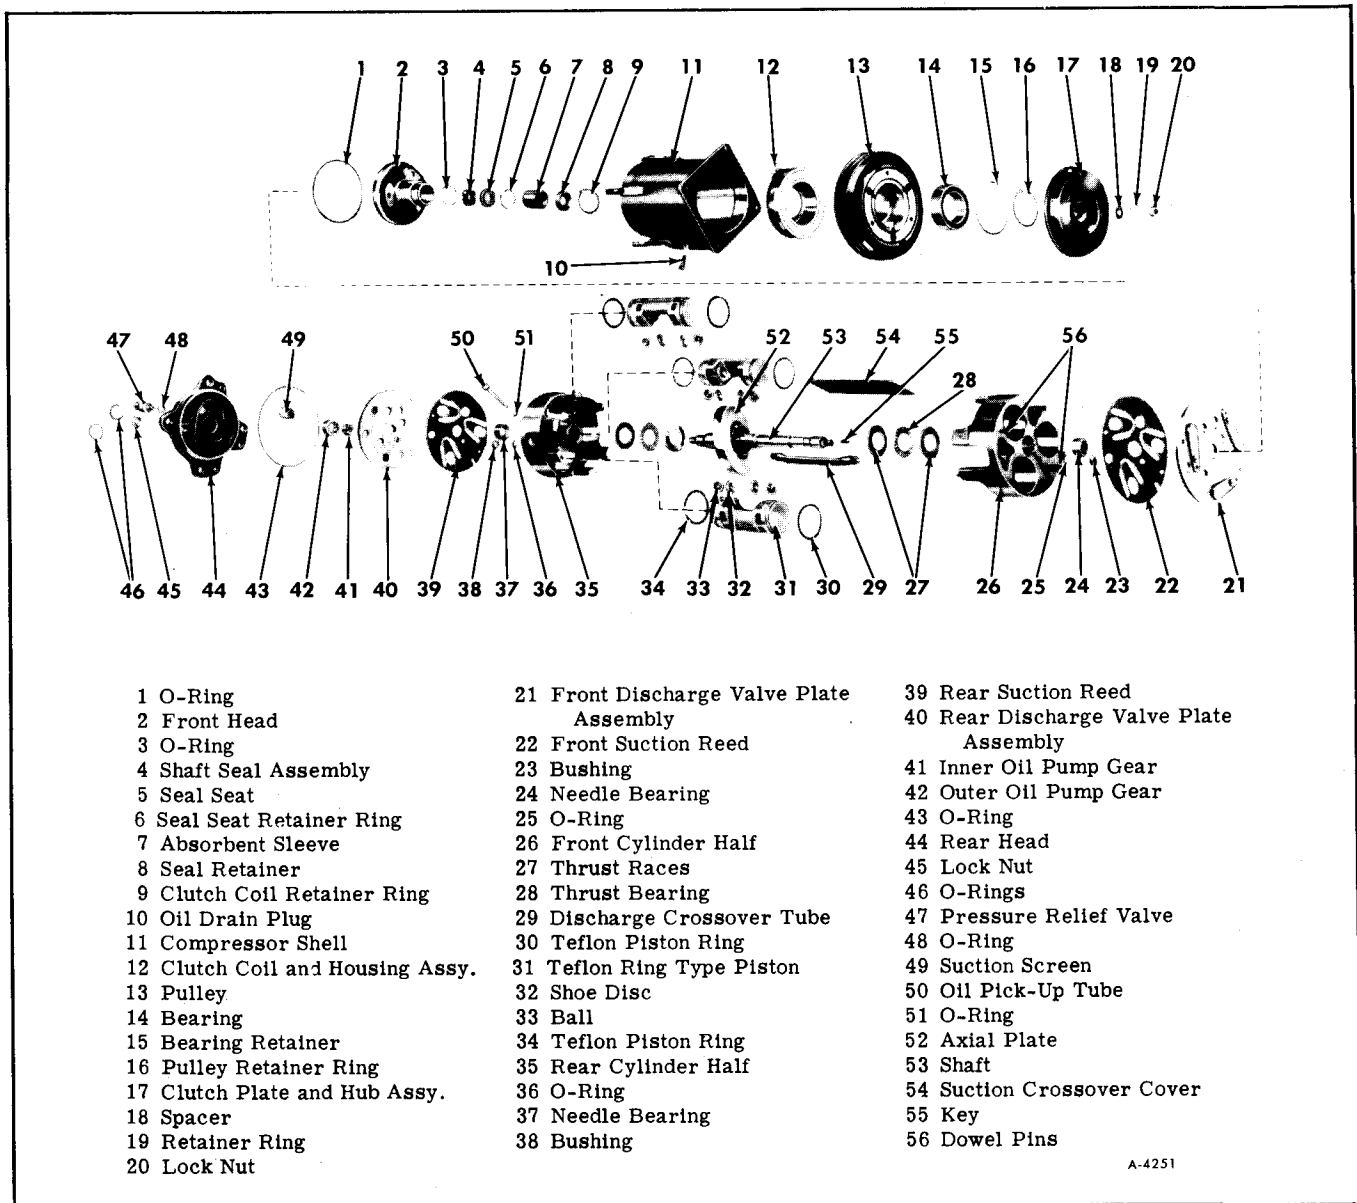 1 2 3 4 5 6 7 8 9 11 12 13 14 15 16 17 18 19 20
10
47 48 49 50 51 52 53 54 55 56
28
46 45 44 43 42 41 40 39 38 37 36 35 34 33 32 31 30 29 27 26 25 24 23 22 21
1 O-Ring
2 Front Head
3 O-Ring
4 Shaft Seal Assembly
5 Seal Seat
6 Seal Seat Retainer Ring
7 Absorbent Sleeve
8 Seal Retainer
9 Clutch Coil Retainer Ring
10 Oil Drain Plug
11 Compressor Shell
12 Clutch Coil and Housing Assy.
13 Pulley
14 Bearing
15 Bearing Retainer
16 Pulley Retainer Ring
17 Clutch Plate and Hub Assy.
18 Spacer
19 Retainer Ring
20 Lock Nut
21 Front Discharge Valve Plate
Assembly
22 Front Suction Reed
23 Bushing
24 Needle Bearing
25 O-Ring
26 Front Cylinder Half
27 Thrust Races
28 Thrust Bearing
29 Discharge Crossover Tube
30 Teflon Piston Ring
31 Teflon Ring Type Piston
32 Shoe Disc
33 Ball
34 Teflon Piston Ring
35 Rear Cylinder Half
36 O-Ring
37 Needle Bearing
38 Bushing
39 Rear Suction Reed
40 Rear Discharge Valve Plate
Assembly
41 Inner Oil Pump Gear
42 Outer Oil Pump Gear
43 O-Ring
44 Rear Head
45 Lock Nut
46 O-Rings
47 Pressure Relief Valve
48 O-Ring
49 Suction Screen
50 Oil Pick-Up Tube
51 O-Ring
52 Axial Plate
53 Shaft
54 Suction Crossover Cover
55 Key
56 Dowel Pins
A-4251